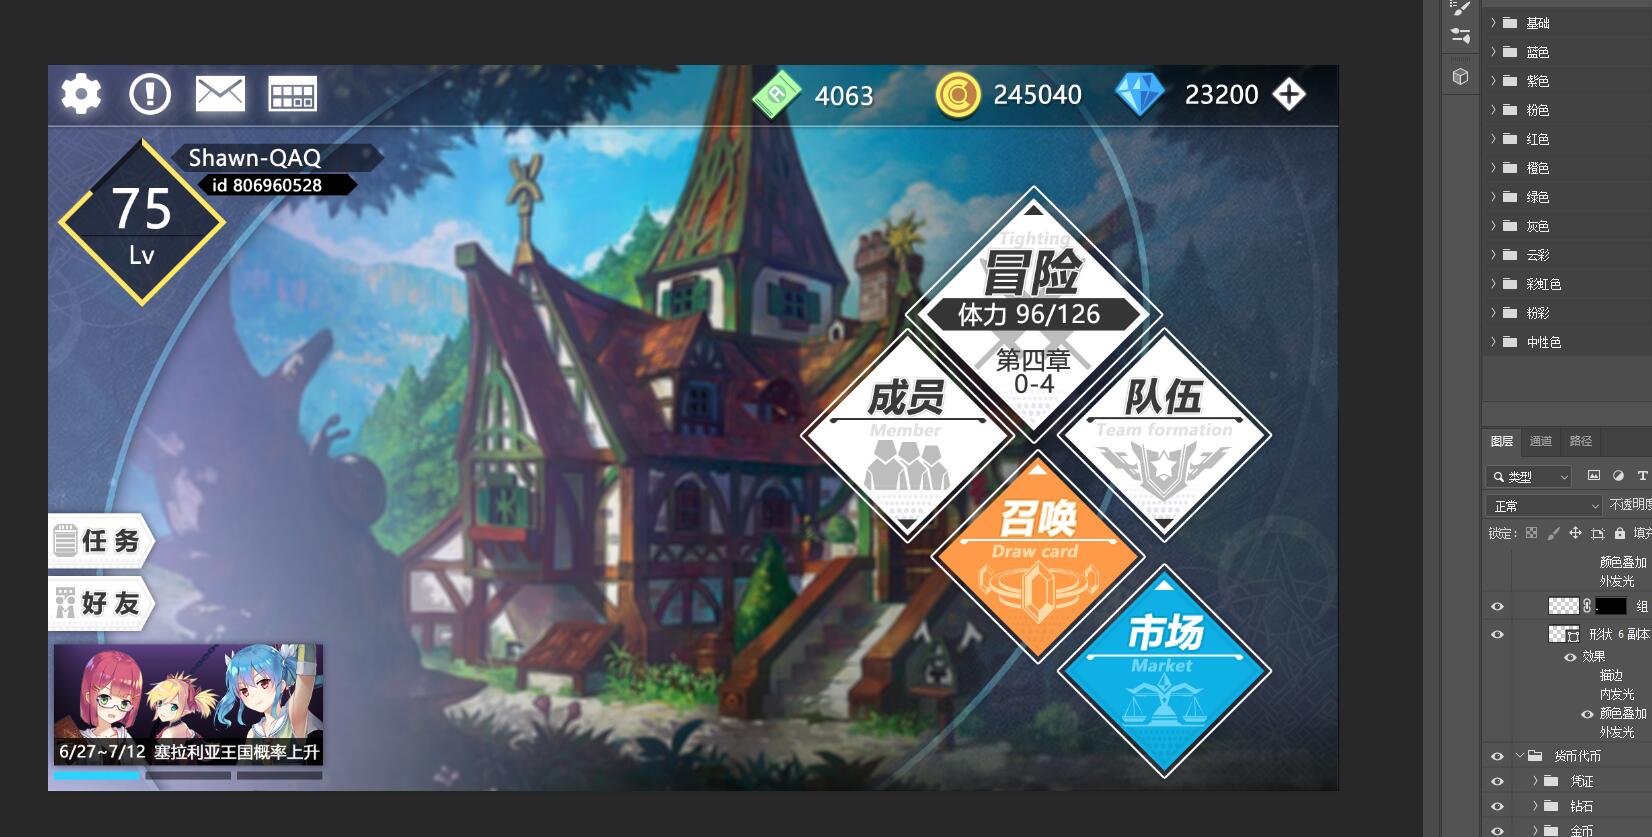 4063
245040
23200
Shawn-QAQ
id 806960528
75
Lv
Tighting
冒险
体力 96/126
第四章
0-4
成员
Member
队伍
Team formation
召唤
Draw card
市场
Market
任务
好友
6/27~7/12 塞拉利亚王国概率上升
基础
蓝色
紫色
粉色
红色
橙色
绿色
灰色
云彩
彩虹色
粉彩
中性色
图层 通道 路径
类型
正常 不透明度
锁定: 填充
颜色叠加
外发光
组
形状 6 副本
效果
描边
内发光
颜色叠加
外发光
货币代币
凭证
钻石
金币